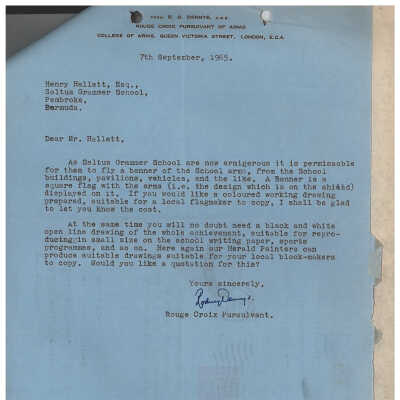 FROM: R. O. DENNYS, O.B.E.
ROUGE CROIX PURSUIVANT OF ARMS
COLLEGE OF ARMS, QUEEN VICTORIA STREET, LONDON, E.C.4
7th September, 1965.
Henry Hallett, Esq.,
Saltus Grammar School,
Pembroke,
Bermuda.
Dear Mr. Hallett,
As Saltus Grammar School are now armigerous it is permissable
for them to fly a banner of the School arms, from the School
buildings, pavilions, vehicles, and the like. A Banner is a
square flag with the arms (i.e. the design which is on the shield)
displayed on it. If you would like a coloured working drawing
prepared, suitable for a local flagmaker to copy, I shall be glad
to let you know the cost.
At the same time you will no doubt need a black and white
open line drawing of the whole achievement, suitable for repro-
ducing in small size on the school writing paper, sports
programmes, and so on. Here again our Herald Painters can
produce suitable drawings suitable for your local block-makers
to copy. Would you like a quotation for this?
Yours sincerely,
Rodney Dennys.
Rouge Croix Pursuivant.